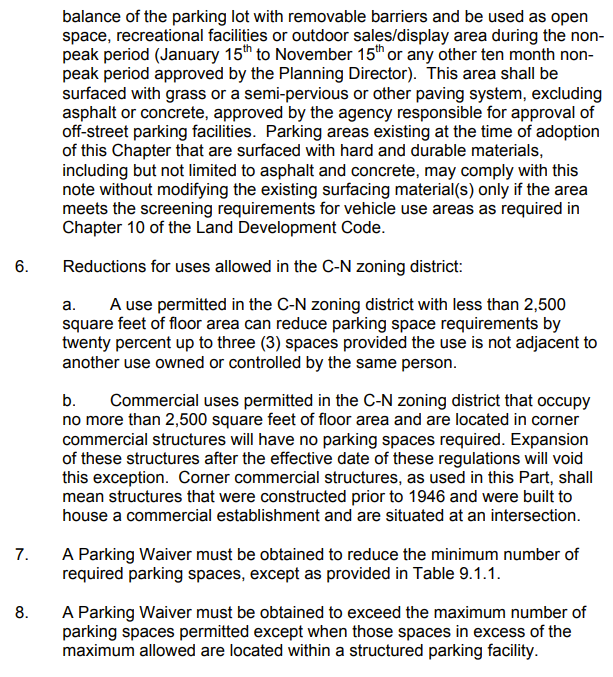 balance of the parking lot with removable barriers and be used as open
space, recreational facilities or outdoor sales/display area during the non-
peak period (January 15th to November 15th or any other ten month non-
peak period approved by the Planning Director).  This area shall be
surfaced with grass or a semi-pervious or other paving system, excluding
asphalt or concrete, approved by the agency responsible for approval of
off-street parking facilities.  Parking areas existing at the time of adoption
of this Chapter that are surfaced with hard and durable materials,
including but not limited to asphalt and concrete, may comply with this
note without modifying the existing surfacing material(s) only if the area
meets the screening requirements for vehicle use areas as required in
Chapter 10 of the Land Development Code.
6. Reductions for uses allowed in the C-N zoning district:
a. A use permitted in the C-N zoning district with less than 2,500
square feet of floor area can reduce parking space requirements by
twenty percent up to three (3) spaces provided the use is not adjacent to
another use owned or controlled by the same person.
b. Commercial uses permitted in the C-N zoning district that occupy
no more than 2,500 square feet of floor area and are located in corner
commercial structures will have no parking spaces required. Expansion
of these structures after the effective date of these regulations will void
this exception.  Corner commercial structures, as used in this Part, shall
mean structures that were constructed prior to 1946 and were built to
house a commercial establishment and are situated at an intersection.
7. A Parking Waiver must be obtained to reduce the minimum number of
required parking spaces, except as provided in Table 9.1.1.
8. A Parking Waiver must be obtained to exceed the maximum number of
parking spaces permitted except when those spaces in excess of the
maximum allowed are located within a structured parking facility.